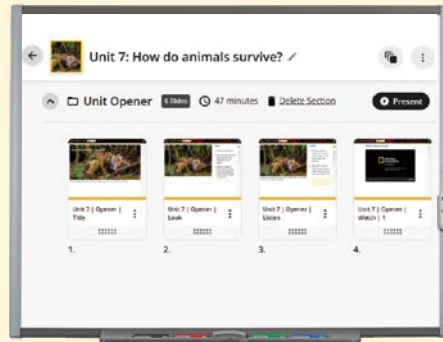 Unit 7: How do animals survive?
Unit Opener 6 Slides 47 minutes Delete Section Present
Unit 7 | Opener | Title
Unit 7 | Opener | Look
Unit 7 | Opener | Listen
Unit 7 | Opener | Watch | 1
1.
2.
3.
4.